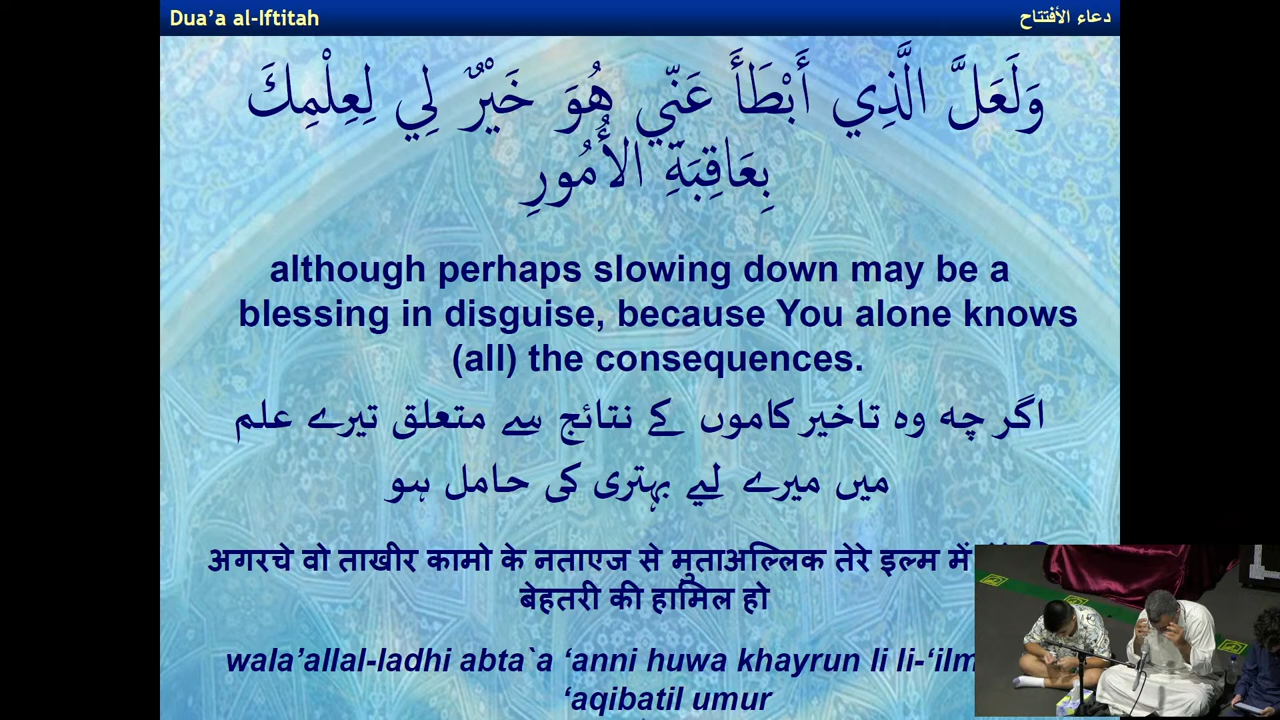 Dua’a al-Iftitah
دعاء الأفتتاح
وَلَعَلَّ الَّذِي أَبْطَأَ عَنّي هُوَ خَيْرٌ لِي لِعِلْمِكَ
بِعَاقِبَةِ الأُمُورِ
although perhaps slowing down may be a
blessing in disguise, because You alone knows
(all) the consequences.
اگر چه وه تاخیر کاموں کے نتائج سے متعلق تیرے علم
میں میرے لیے بہتری کی حامل ہو
अगरचे वो ताखीर कामो के नताएज से मुताअल्लिक तेरे इल्म में
बेहतरी की हामिल हो
wala’allal-ladhi abta`a ‘anni huwa khayrun li li-‘ilm
‘aqibatil umur